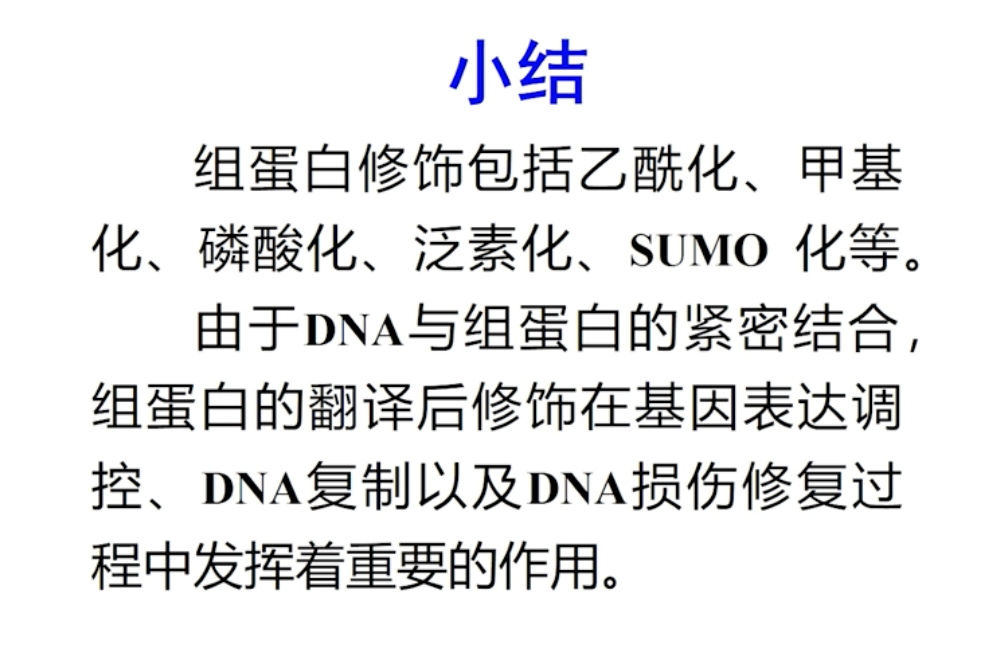 小结
组蛋白修饰包括乙酰化、甲基
化、磷酸化、泛素化、SUMO 化等。
由于DNA与组蛋白的紧密结合，
组蛋白的翻译后修饰在基因表达调
控、DNA复制以及DNA损伤修复过
程中发挥着重要的作用。